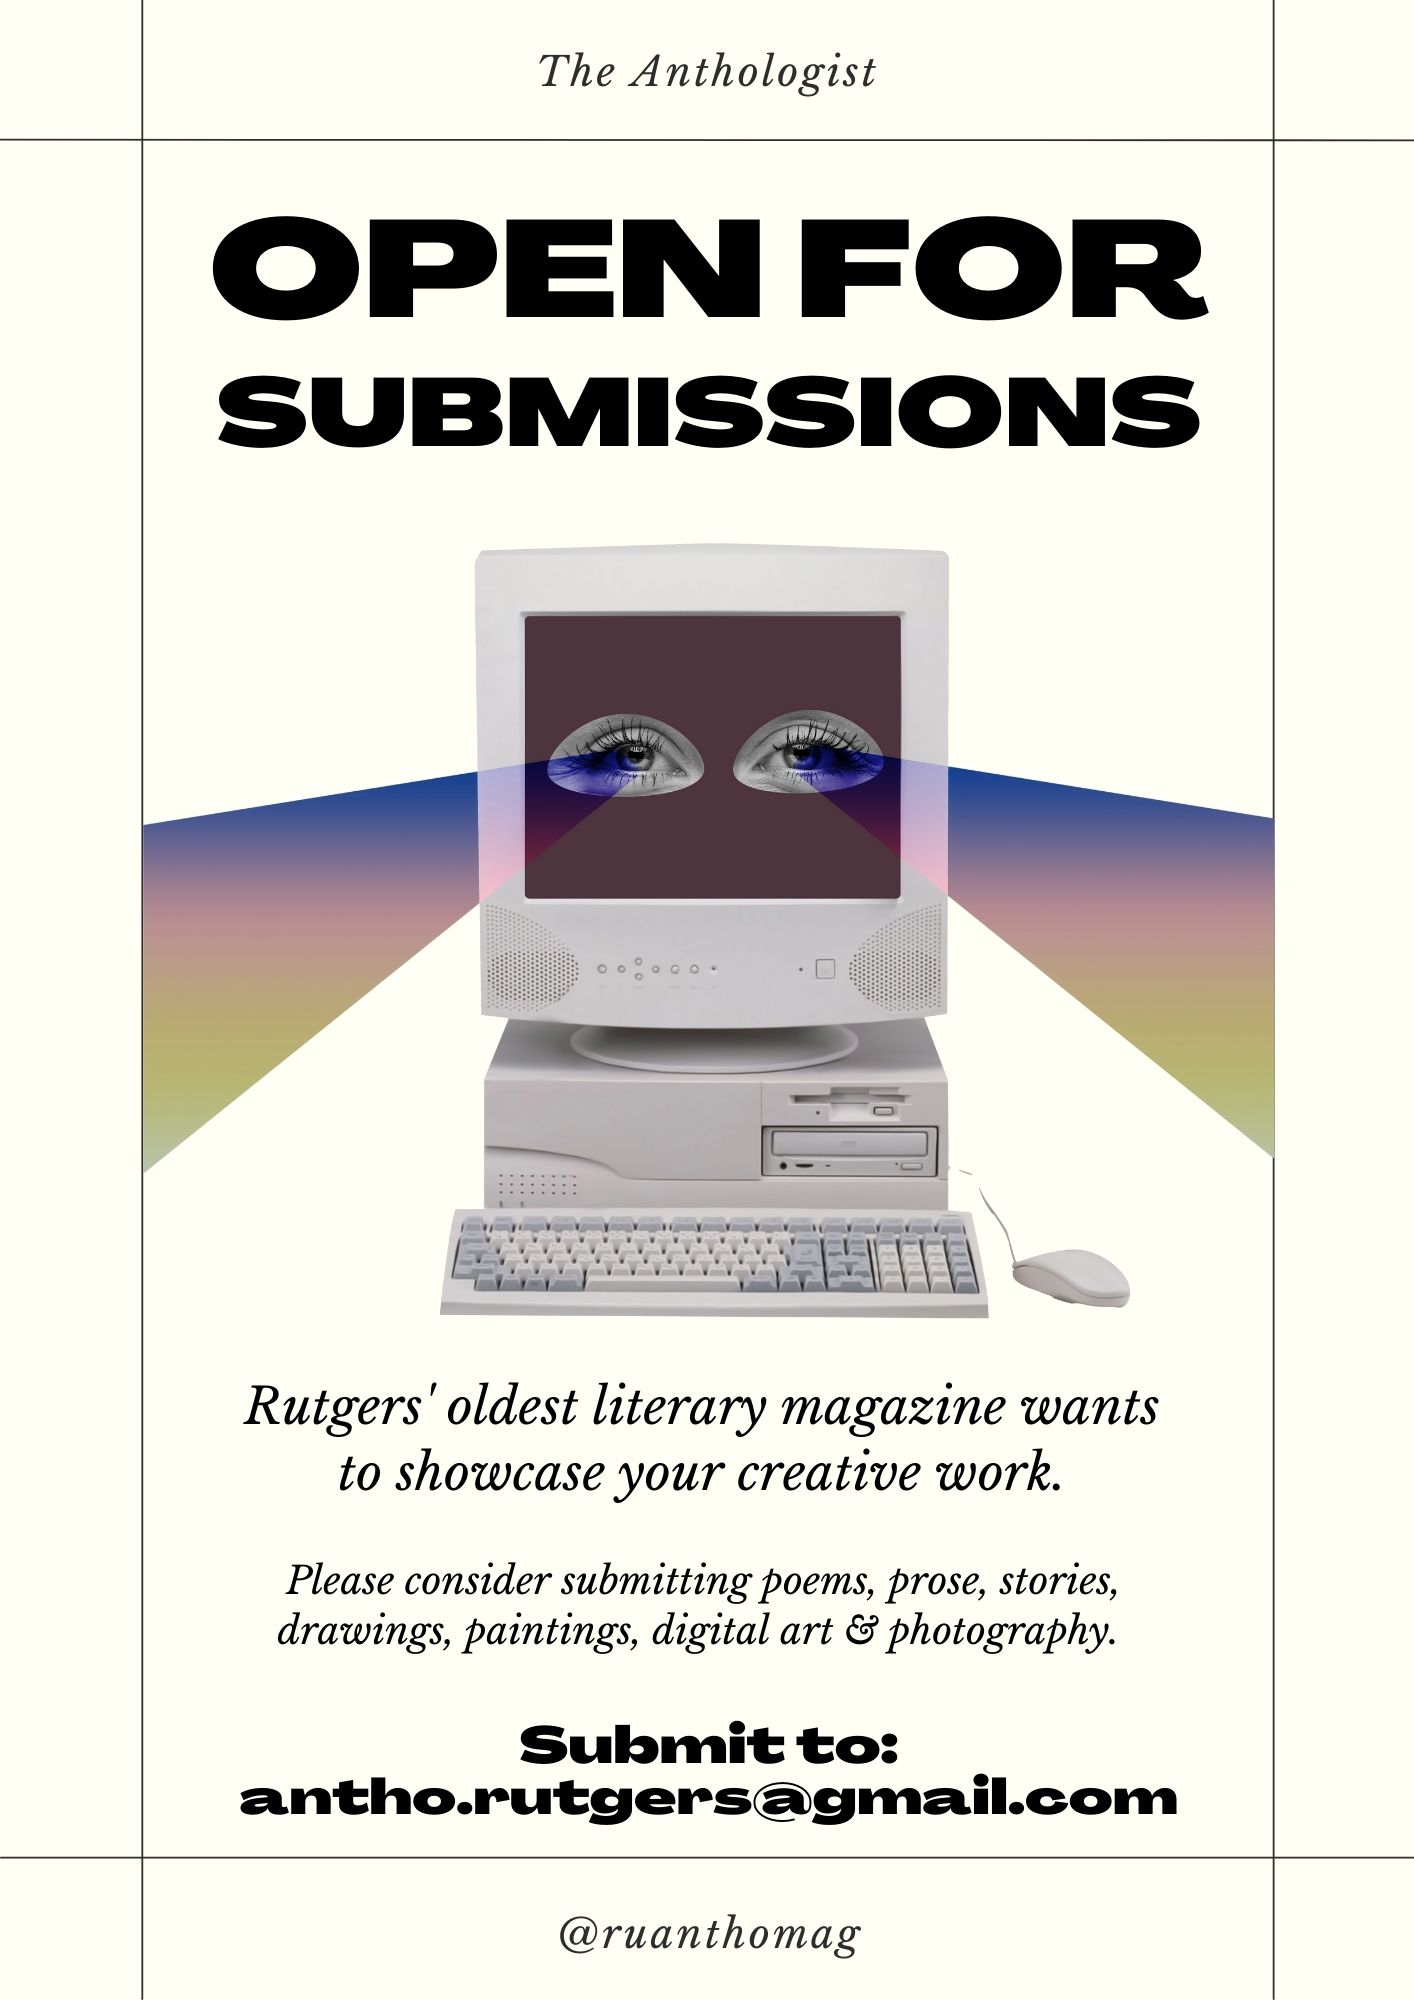 The Anthologist
OPEN FOR
SUBMISSIONS
Rutgers' oldest literary magazine wants
to showcase your creative work.
Please consider submitting poems, prose, stories,
drawings, paintings, digital art & photography.
Submit to:
antho.rutgers@gmail.com
@ruanthomag